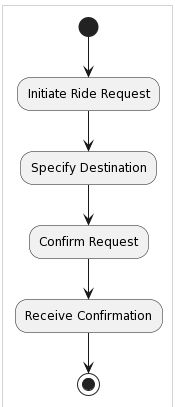 Initiate Ride Request
Specify Destination
Confirm Request
Receive Confirmation